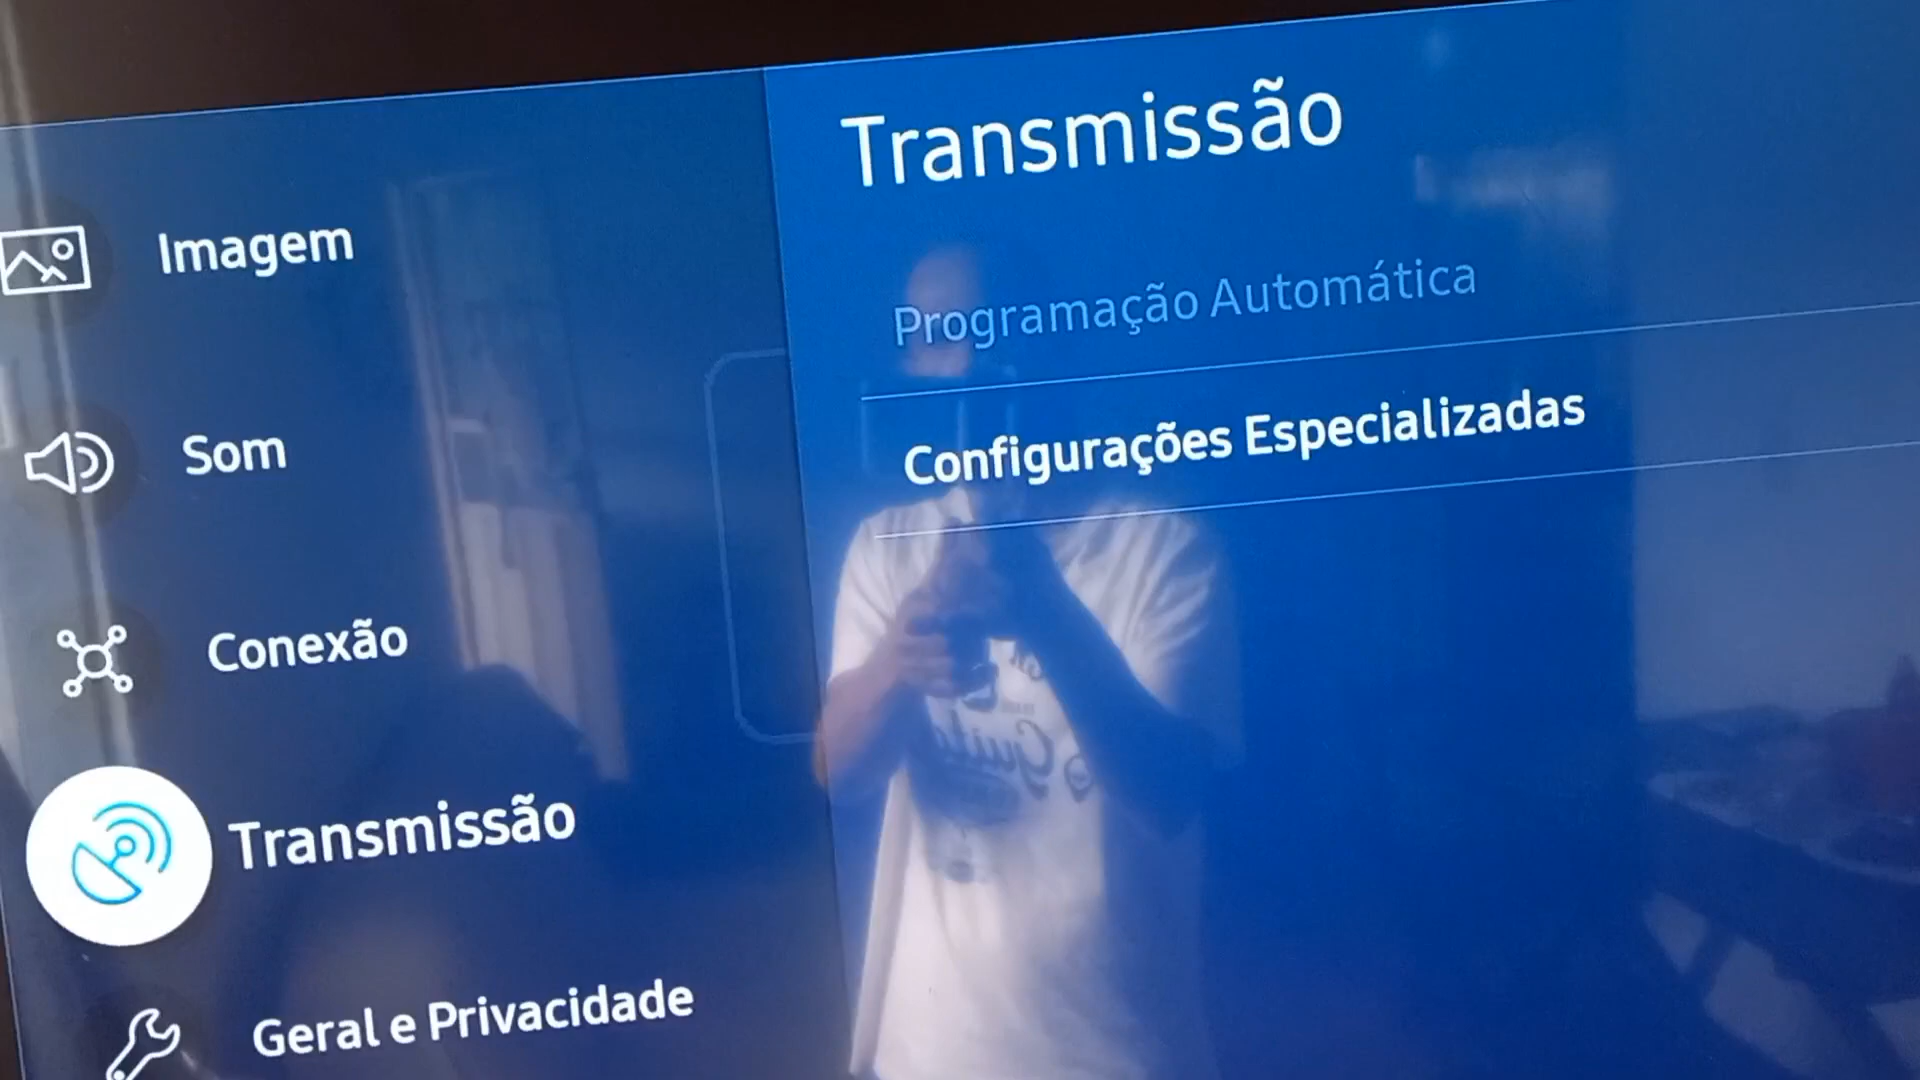 Imagem
Som
Conexão
Transmissão
Geral e Privacidade
Transmissão
Programação Automática
Configurações Especializadas